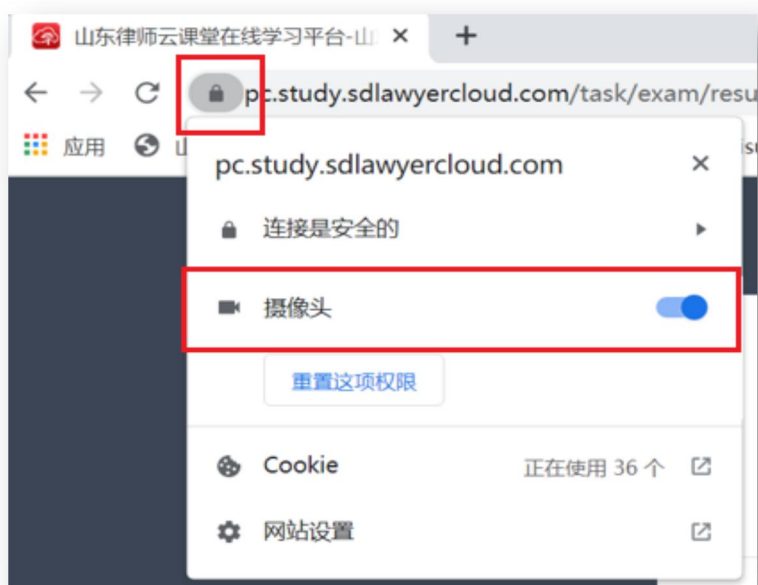 山东律师云课堂在线学习平台-山
pc.study.sdlawyercloud.com/task/exam/resu
应用
pc.study.sdlawyercloud.com
连接是安全的
摄像头
重置这项权限
Cookie 正在使用 36 个
网站设置